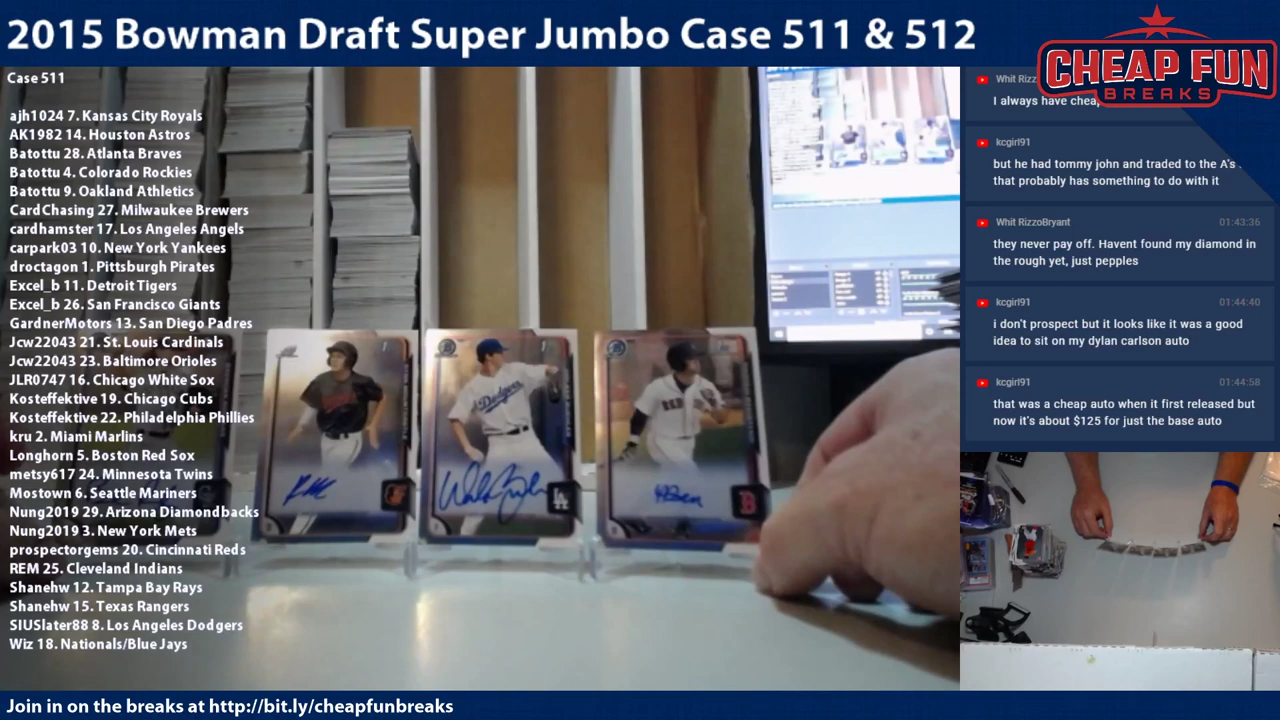 2015 Bowman Draft Super Jumbo Case 511 & 512
CHEAP FUN
BREAKS
Case 511
ajh1024 7. Kansas City Royals
AK1982 14. Houston Astros
Batottu 28. Atlanta Braves
Batottu 4. Colorado Rockies
Batottu 9. Oakland Athletics
CardChasing 27. Milwaukee Brewers
cardhamster 17. Los Angeles Angels
carpark03 10. New York Yankees
droctagon 1. Pittsburgh Pirates
Excel_b 11. Detroit Tigers
Excel_b 26. San Francisco Giants
GardnerMotors 13. San Diego Padres
Jcw22043 21. St. Louis Cardinals
Jcw22043 23. Baltimore Orioles
JLR0747 16. Chicago White Sox
Kosteffektive 19. Chicago Cubs
Kosteffektive 22. Philadelphia Phillies
kru 2. Miami Marlins
Longhorn 5. Boston Red Sox
metsy617 24. Minnesota Twins
Mostown 6. Seattle Mariners
Nung2019 29. Arizona Diamondbacks
Nung2019 3. New York Mets
prospectorgems 20. Cincinnati Reds
REM 25. Cleveland Indians
Shanehw 12. Tampa Bay Rays
Shanehw 15. Texas Rangers
SIUSlater88 8. Los Angeles Dodgers
Wiz 18. Nationals/Blue Jays
Dodgers
LA
RED
B
Whit Rizz
I always have chea
kcgirl91
but he had tommy john and traded to the A's .
that probably has something to do with it
Whit RizzoBryant 01:43:36
they never pay off. Havent found my diamond in
the rough yet, just pepples
kcgirl91 01:44:40
i don't prospect but it looks like it was a good
idea to sit on my dylan carlson auto
kcgirl91 01:44:58
that was a cheap auto when it first released but
now it's about $125 for just the base auto
Join in on the breaks at http://bit.ly/cheapfunbreaks